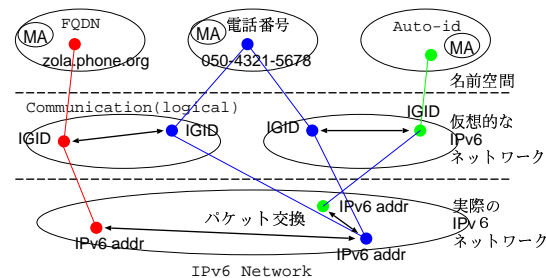 FQDN
MA
zola.phone.org
MA
電話番号
050-4321-5678
Auto-id
MA
名前空間
Communication(logical)
IGID
IGID
IGID
IGID
仮想的な
IPv6
ネットワーク
パケット交換
IPv6 addr
IPv6 addr
IPv6 addr
実際の
IPv６
ネットワーク
IPv6 Network